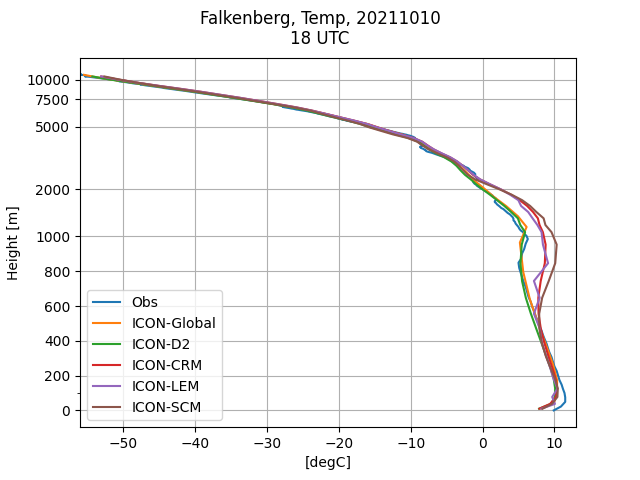 Falkenberg, Temp, 20211010
18 UTC
10000
7500
5000
2000
1000
800
600
400
200
0
Height [m]
Obs
ICON-Global
ICON-D2
ICON-CRM
ICON-LEM
ICON-SCM
−50 −40 −30 −20 −10 0 10
[degC]